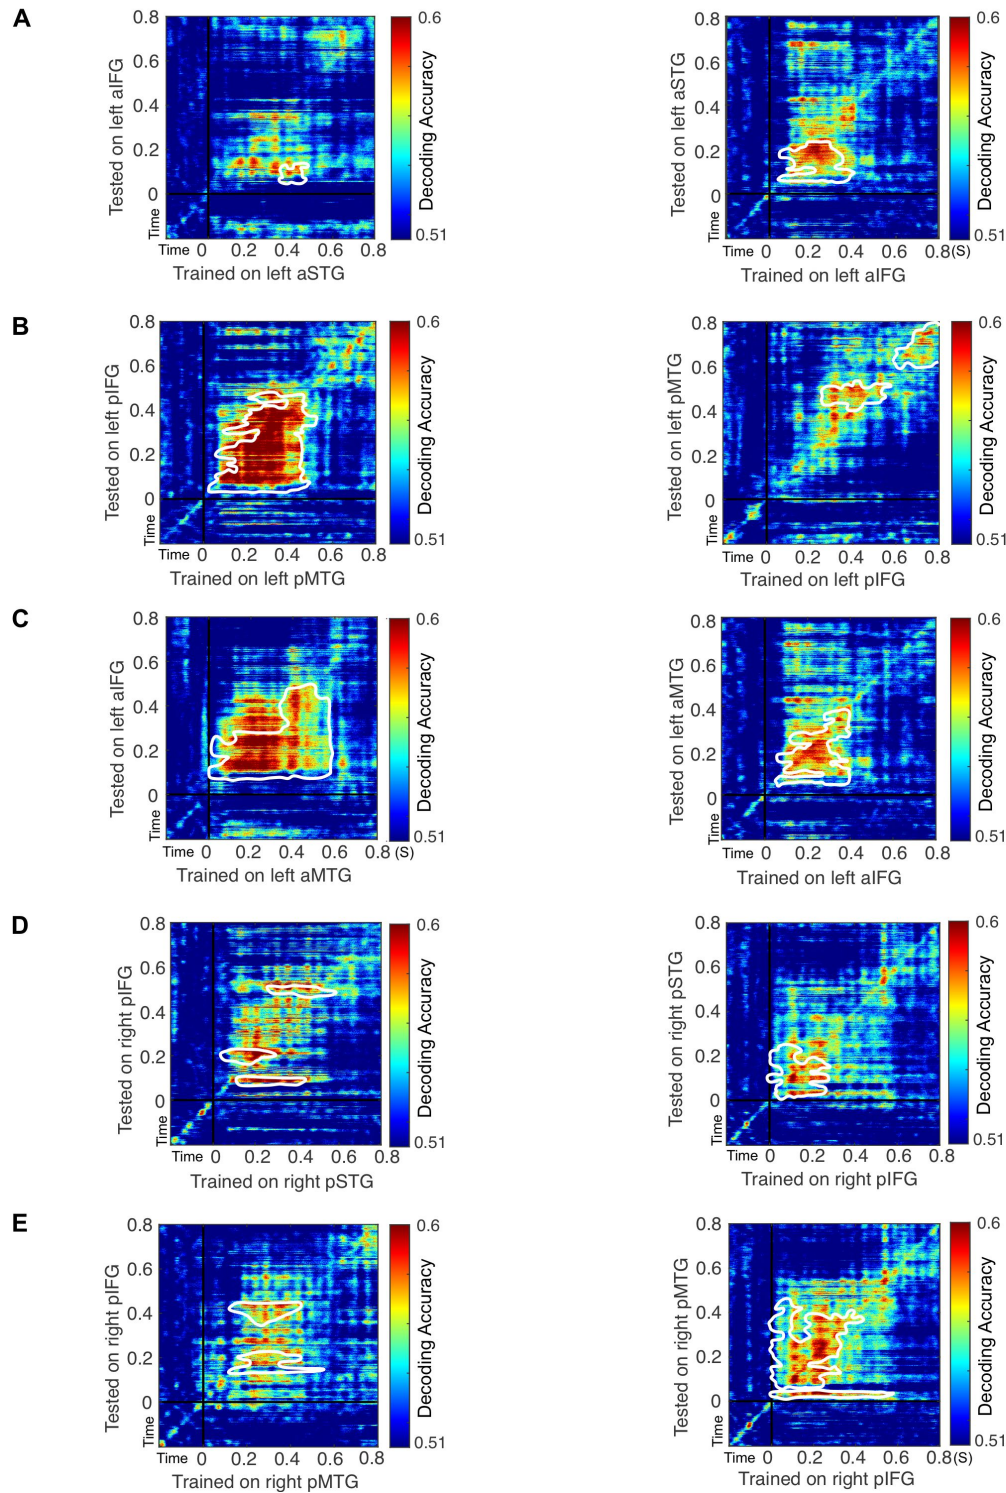 A
Tested on left aIFG
0.8
0.6
0.4
0.2
0
Time
Time 0 0.2 0.4 0.6 0.8
Trained on left aSTG
0.6
Decoding Accuracy
0.51
Tested on left aSTG
0.8
0.6
0.4
0.2
0
Time
Time 0 0.2 0.4 0.6 0.8(S)
Trained on left aIFG
0.6
Decoding Accuracy
0.51
B
Tested on left pIFG
0.8
0.6
0.4
0.2
0
Time
Time 0 0.2 0.4 0.6 0.8
Trained on left pMTG
0.6
Decoding Accuracy
0.51
Tested on left pMTG
0.8
0.6
0.4
0.2
0
Time
Time 0 0.2 0.4 0.6 0.8
Trained on left pIFG
0.6
Decoding Accuracy
0.51
C
Tested on left aIFG
0.8
0.6
0.4
0.2
0
Time
Time 0 0.2 0.4 0.6 0.8 (S)
Trained on left aMTG
0.6
Decoding Accuracy
0.51
Tested on left aMTG
0.8
0.6
0.4
0.2
0
Time
Time 0 0.2 0.4 0.6 0.8
Trained on left aIFG
0.6
Decoding Accuracy
0.51
D
Tested on right pIFG
0.8
0.6
0.4
0.2
0
Time
Time 0 0.2 0.4 0.6 0.8
Trained on right pSTG
0.6
Decoding Accuracy
0.51
Tested on right pSTG
0.8
0.6
0.4
0.2
0
Time
Time 0 0.2 0.4 0.6 0.8
Trained on right pIFG
0.6
Decoding Accuracy
0.51
E
Tested on right pIFG
0.8
0.6
0.4
0.2
0
Time
Time 0 0.2 0.4 0.6 0.8
Trained on right pMTG
0.6
Decoding Accuracy
0.51
Tested on right pMTG
0.8
0.6
0.4
0.2
0
Time
Time 0 0.2 0.4 0.6 0.8(S)
Trained on right pIFG
0.6
Decoding Accuracy
0.51